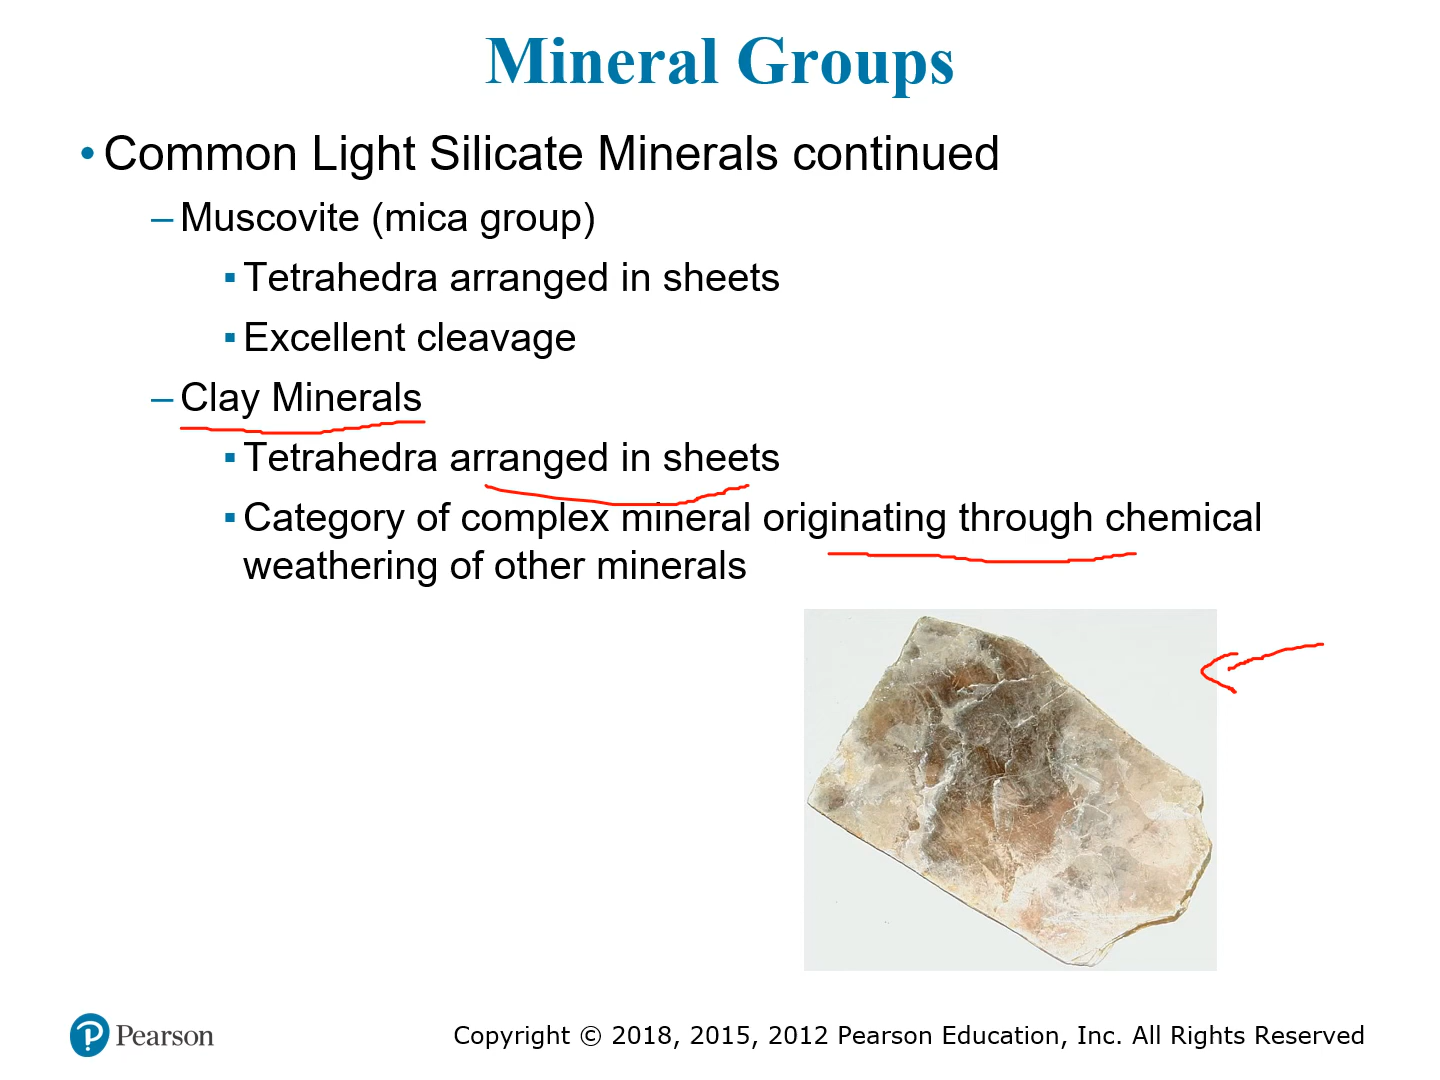 Mineral Groups
• Common Light Silicate Minerals continued
– Muscovite (mica group)
▪ Tetrahedra arranged in sheets
▪ Excellent cleavage
– Clay Minerals
▪ Tetrahedra arranged in sheets
▪ Category of complex mineral originating through chemical
weathering of other minerals
Pearson
Copyright © 2018, 2015, 2012 Pearson Education, Inc. All Rights Reserved